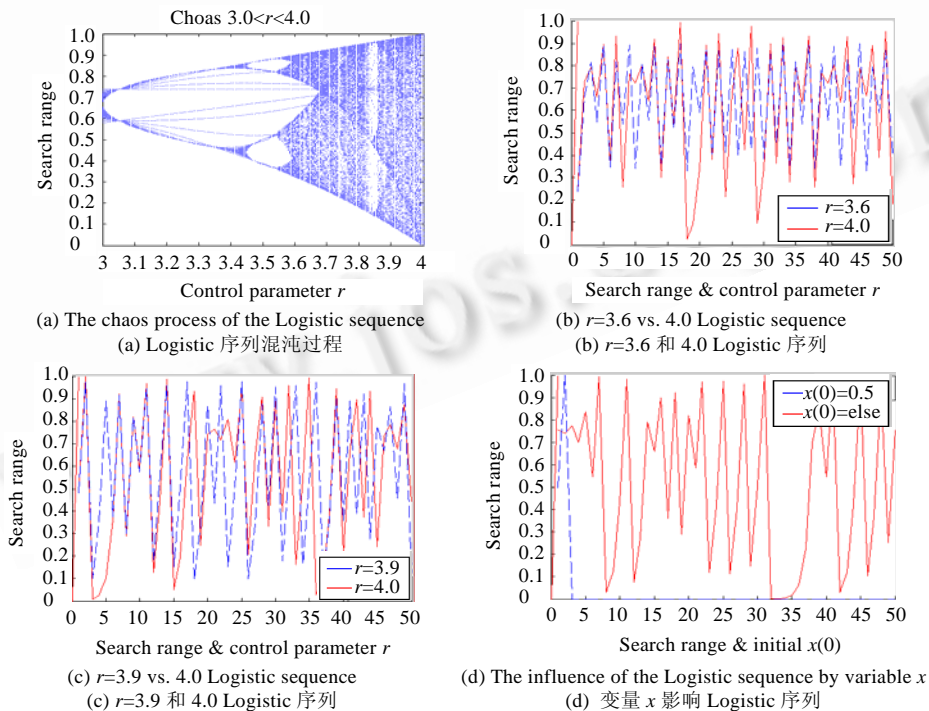 Choas 3.0<r<4.0
1.0
0.9
0.8
0.7
0.6
0.5
0.4
0.3
0.2
0.1
0
Search range
3 3.1 3.2 3.3 3.4 3.5 3.6 3.7 3.8 3.9 4
Control parameter r
(a) The chaos process of the Logistic sequence
(a) Logistic 序列混沌过程
1.0
0.9
0.8
0.7
0.6
0.5
0.4
0.3
0.2
0.1
0
Search range
r=3.6
r=4.0
0 5 10 15 20 25 30 35 40 45 50
Search range & control parameter r
(b) r=3.6 vs. 4.0 Logistic sequence
(b) r=3.6 和 4.0 Logistic 序列
1.0
0.9
0.8
0.7
0.6
0.5
0.4
0.3
0.2
0.1
0
Search range
r=3.9
r=4.0
0 5 10 15 20 25 30 35 40 45 50
Search range & control parameter r
(c) r=3.9 vs. 4.0 Logistic sequence
(c) r=3.9 和 4.0 Logistic 序列
1.0
0.9
0.8
0.7
0.6
0.5
0.4
0.3
0.2
0.1
0
Search range
x(0)=0.5
x(0)=else
0 5 10 15 20 25 30 35 40 45 50
Search range & initial x(0)
(d) The influence of the Logistic sequence by variable x
(d) 变量 x 影响 Logistic 序列